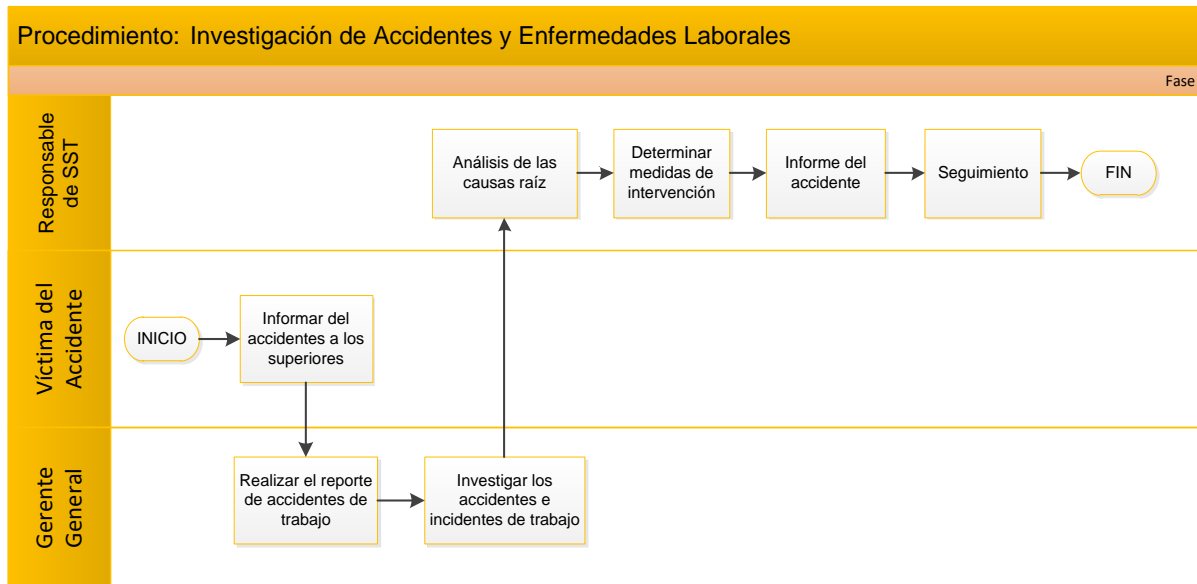 Procedimiento: Investigación de Accidentes y Enfermedades Laborales
Fase
Responsable
de SST
Análisis de las
causas raíz
Determinar
medidas de
intervención
Informe del
accidente
Seguimiento
FIN
Víctima del
Accidente
INICIO
Informar del
accidentes a los
superiores
Gerente
General
Realizar el reporte
de accidentes de
trabajo
Investigar los
accidentes e
incidentes de trabajo